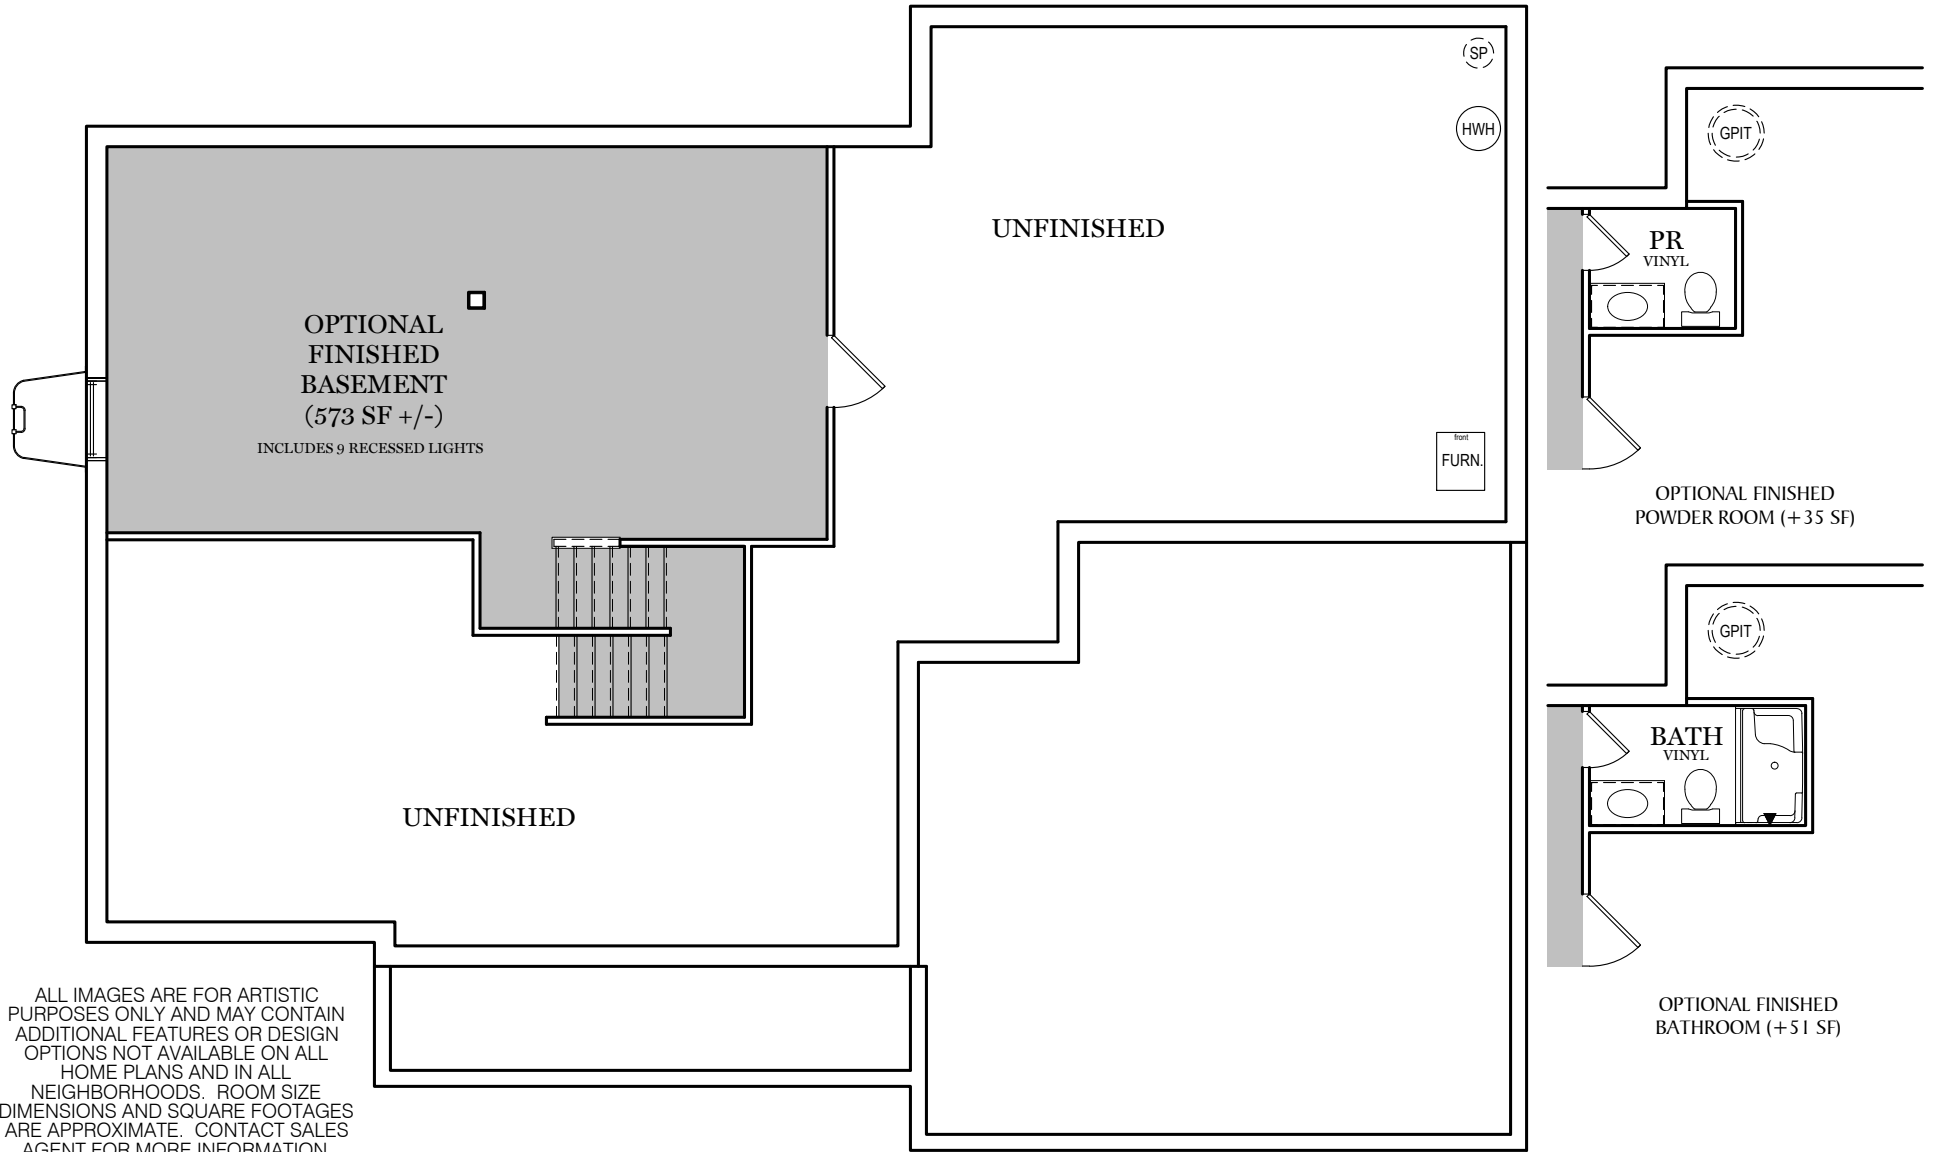 SP
HWH
UNFINISHED
OPTIONAL
FINISHED
BASEMENT
(573 SF +/-)
INCLUDES 9 RECESSED LIGHTS
front
FURN.
UNFINISHED
GPIT
PR
VINYL
OPTIONAL FINISHED
POWDER ROOM (+35 SF)
GPIT
BATH
VINYL
OPTIONAL FINISHED
BATHROOM (+51 SF)
ALL IMAGES ARE FOR ARTISTIC
PURPOSES ONLY AND MAY CONTAIN
ADDITIONAL FEATURES OR DESIGN
OPTIONS NOT AVAILABLE ON ALL
HOME PLANS AND IN ALL
NEIGHBORHOODS. ROOM SIZE
DIMENSIONS AND SQUARE FOOTAGES
ARE APPROXIMATE. CONTACT SALES
AGENT FOR MORE INFORMATION